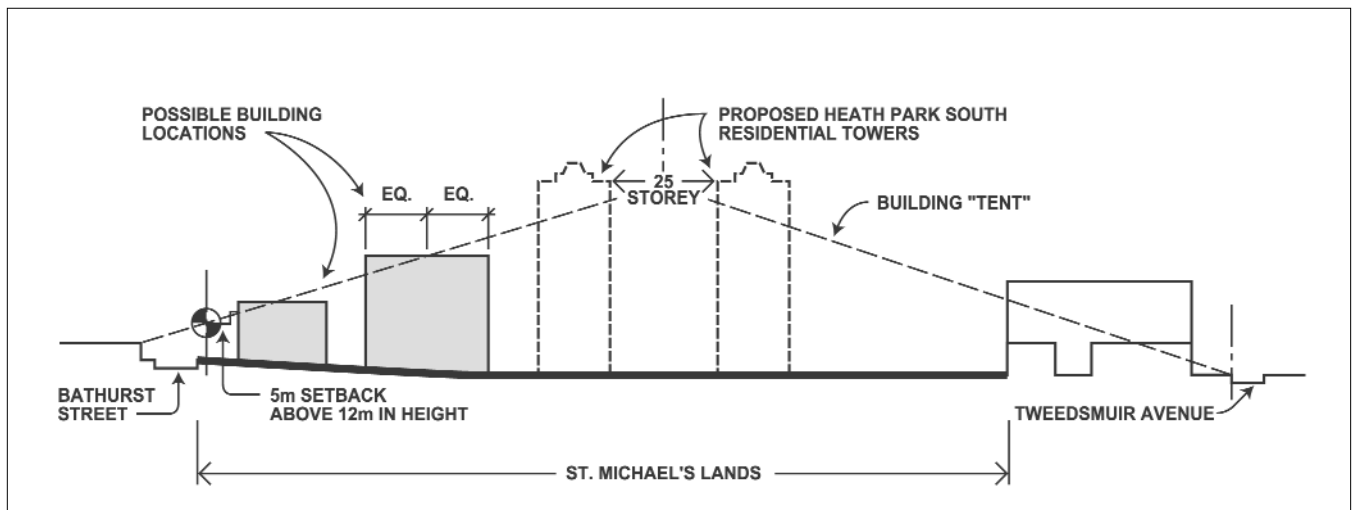 POSSIBLE BUILDING
LOCATIONS
PROPOSED HEATH PARK SOUTH
RESIDENTIAL TOWERS
EQ. EQ.
25
STOREY
BUILDING "TENT"
BATHURST
STREET
5m SETBACK
ABOVE 12m IN HEIGHT
TWEEDSMUIR AVENUE
ST. MICHAEL'S LANDS